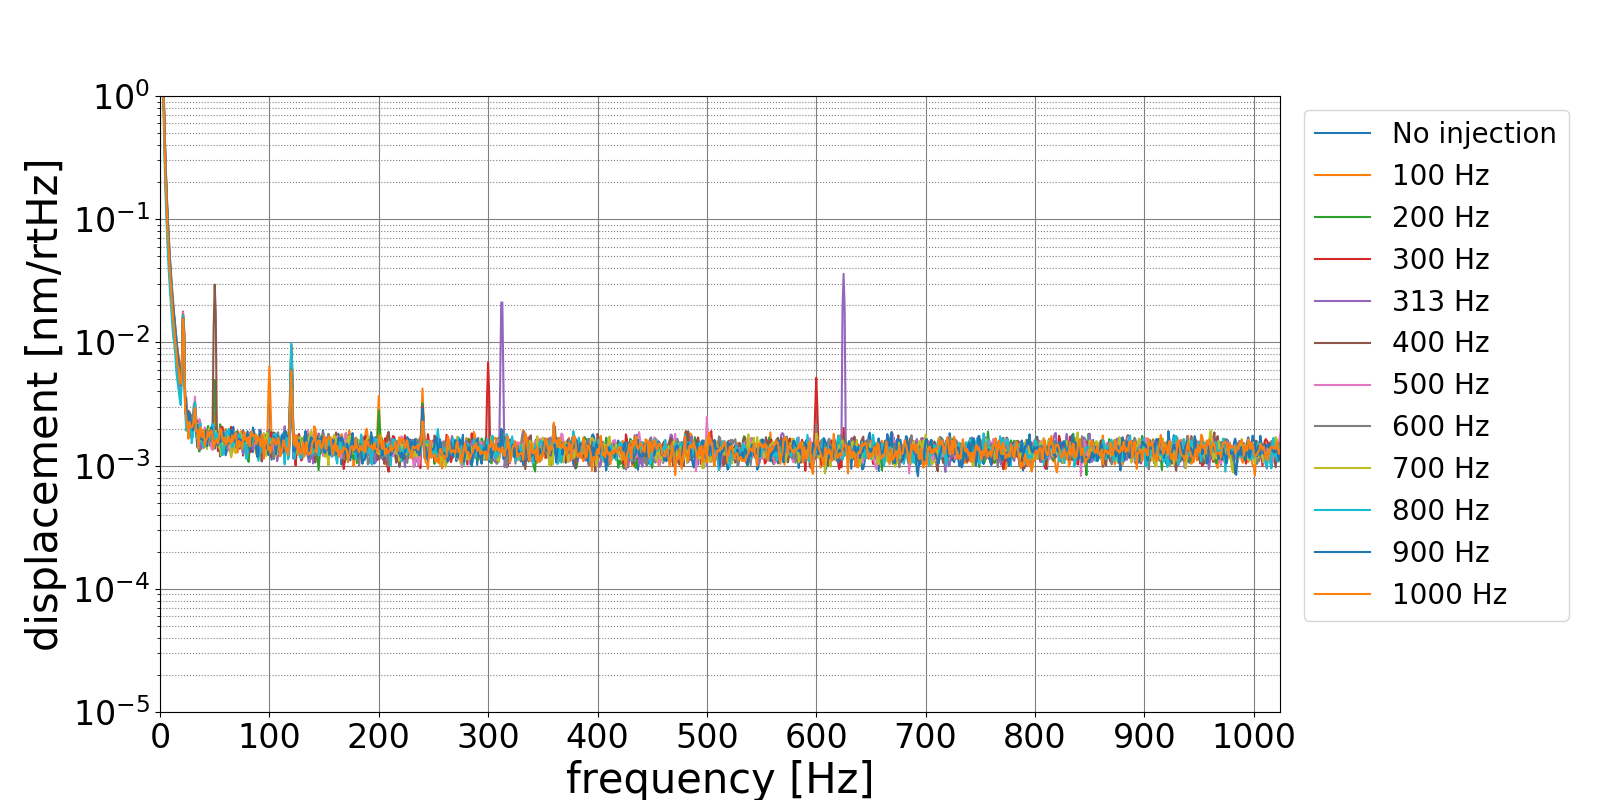 displacement [nm/rtHz]
10⁰
10⁻¹
10⁻²
10⁻³
10⁻⁴
10⁻⁵
0 100 200 300 400 500 600 700 800 900 1000
frequency [Hz]
No injection
100 Hz
200 Hz
300 Hz
313 Hz
400 Hz
500 Hz
600 Hz
700 Hz
800 Hz
900 Hz
1000 Hz